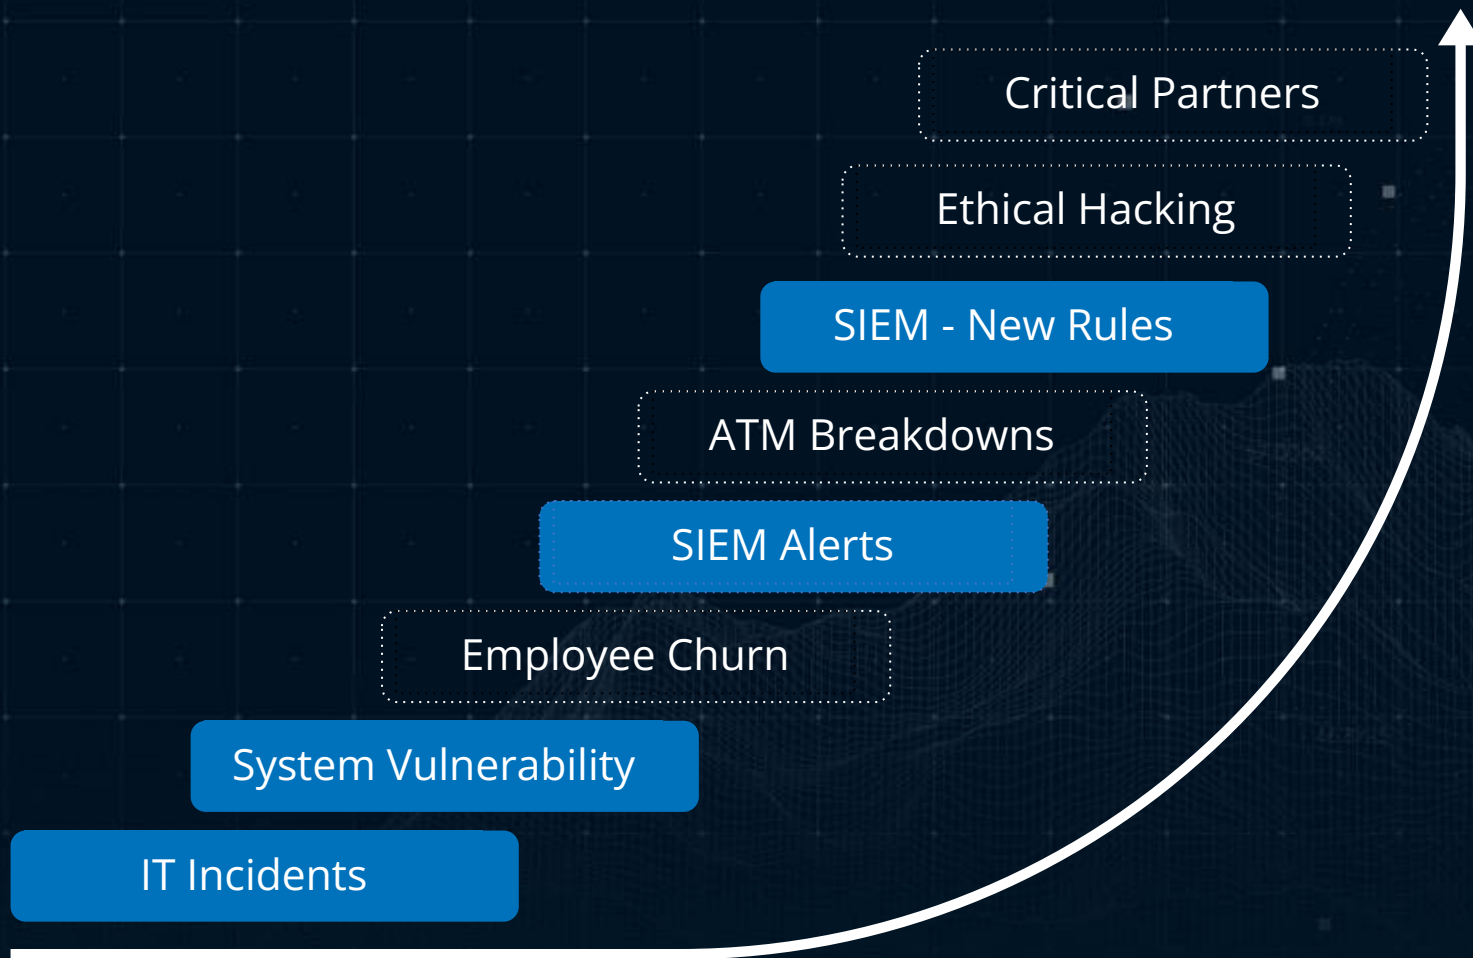 Critical Partners
Ethical Hacking
SIEM - New Rules
ATM Breakdowns
SIEM Alerts
Employee Churn
System Vulnerability
IT Incidents